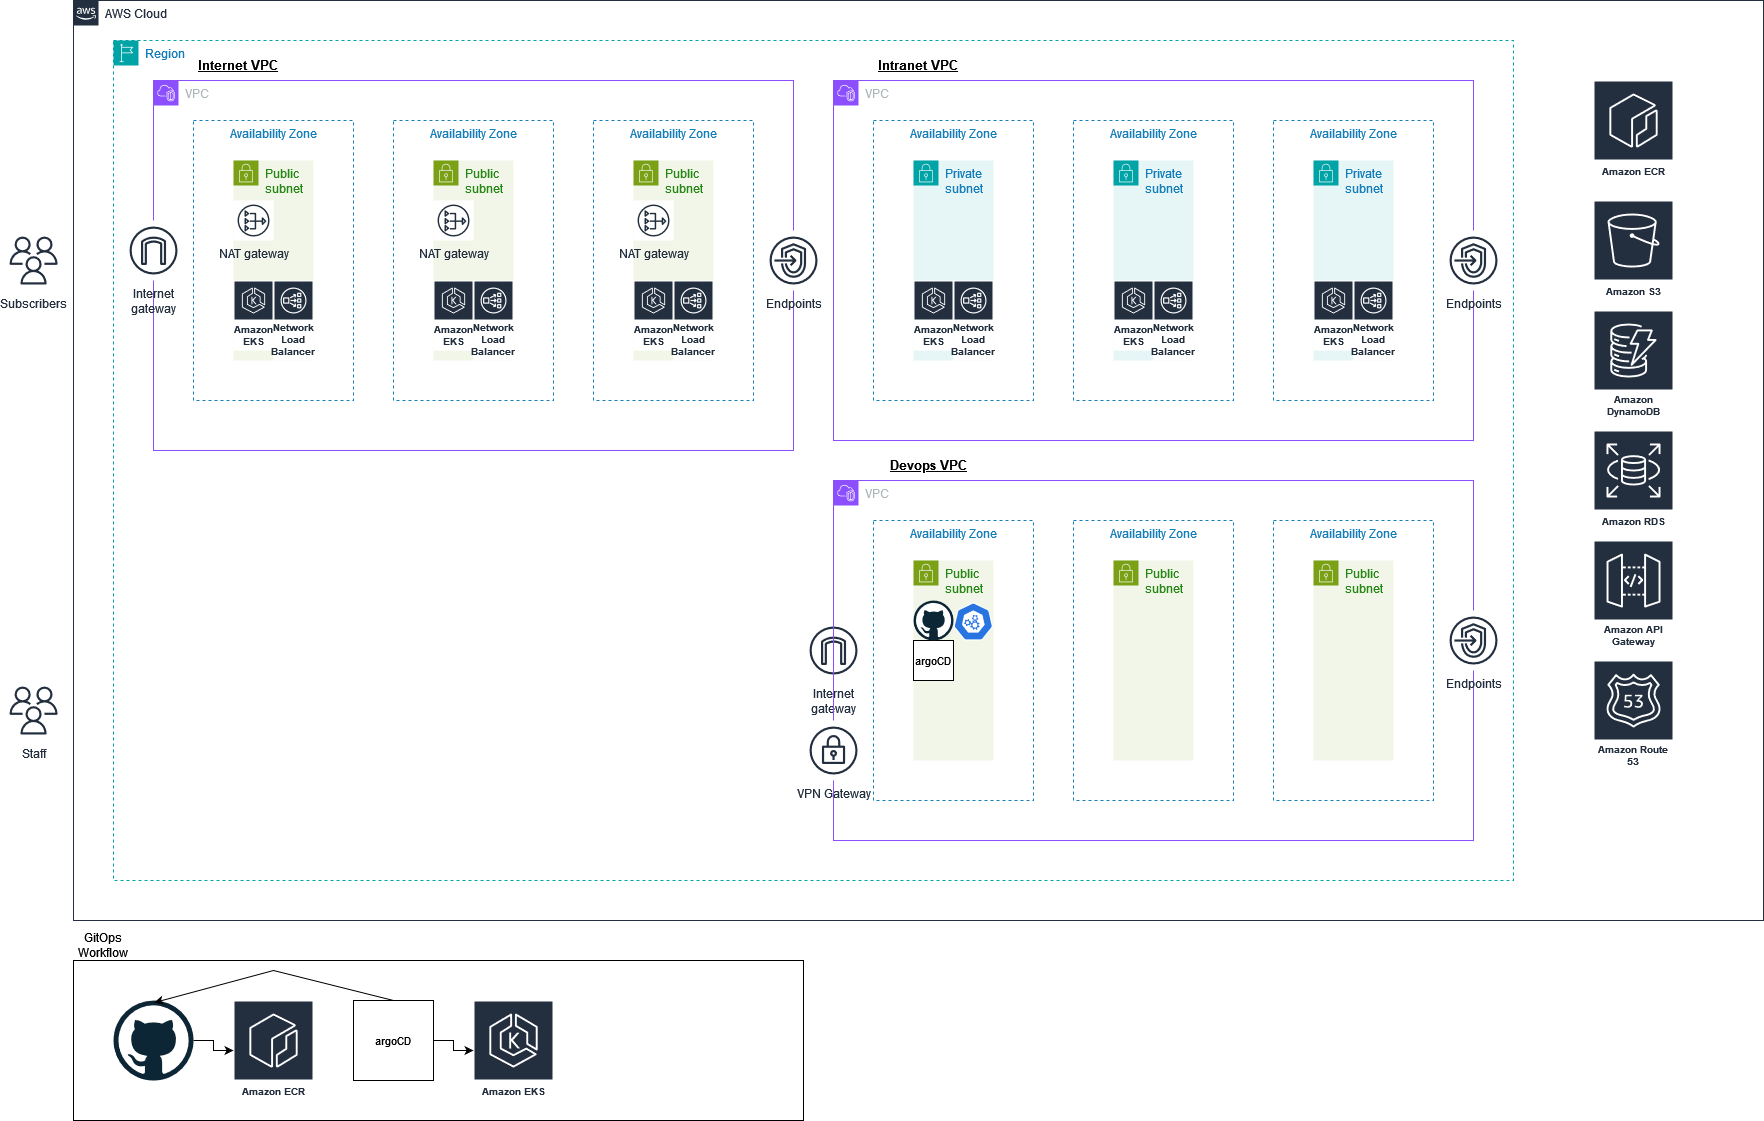 aws
AWS Cloud
Region
Internet VPC
VPC
Availability Zone
Availability Zone
Availability Zone
Public
subnet
Public
subnet
Public
subnet
NAT gateway
NAT gateway
NAT gateway
Internet
gateway
Endpoints
Amazon
EKS
Network
Load
Balancer
Amazon
EKS
Network
Load
Balancer
Amazon
EKS
Network
Load
Balancer
Intranet VPC
VPC
Availability Zone
Availability Zone
Availability Zone
Private
subnet
Private
subnet
Private
subnet
Endpoints
Amazon
EKS
Network
Load
Balancer
Amazon
EKS
Network
Load
Balancer
Amazon
EKS
Network
Load
Balancer
Subscribers
Devops VPC
VPC
Availability Zone
Availability Zone
Availability Zone
Public
subnet
Public
subnet
Public
subnet
argoCD
Internet
gateway
VPN Gateway
Endpoints
Staff
Amazon ECR
Amazon S3
Amazon
DynamoDB
Amazon RDS
Amazon API
Gateway
53
Amazon Route
53
GitOps
Workflow
Amazon ECR
argoCD
Amazon EKS